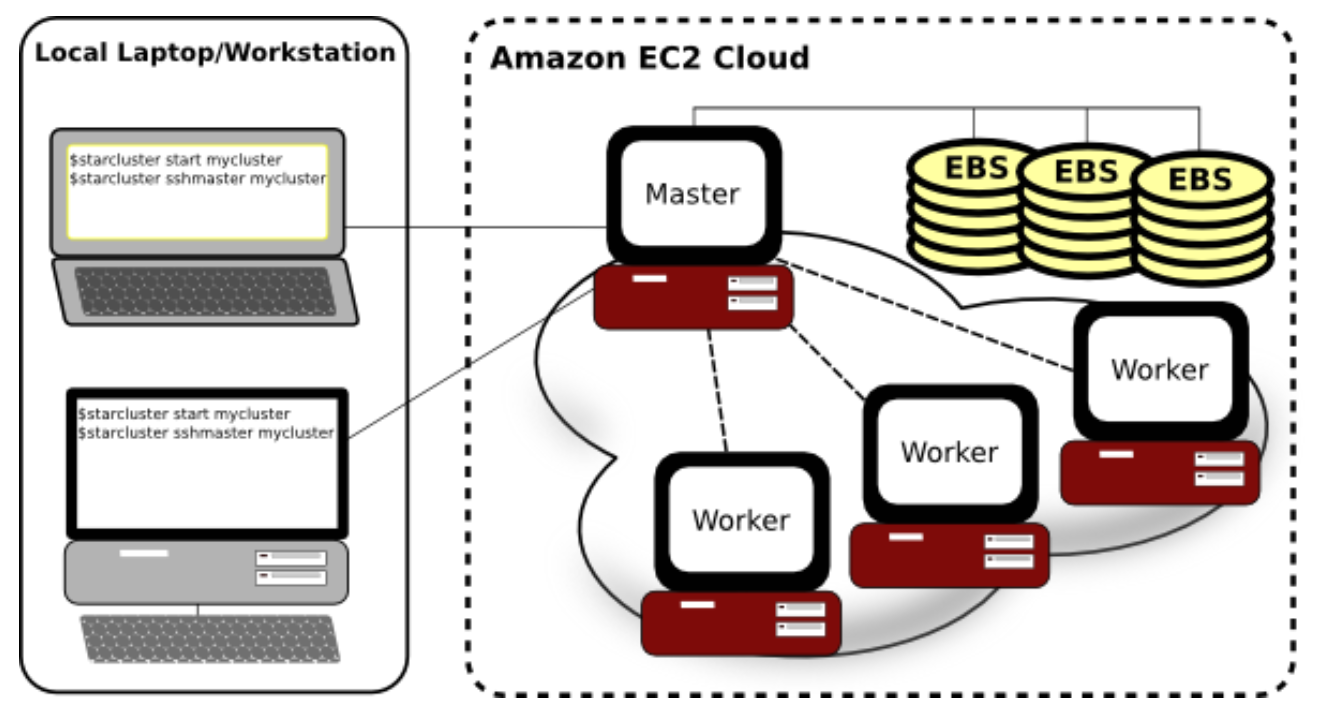 Local Laptop/Workstation
$starcluster start mycluster
$starcluster sshmaster mycluster
$starcluster start mycluster
$starcluster sshmaster mycluster
Amazon EC2 Cloud
Master
EBS
EBS
EBS
Worker
Worker
Worker